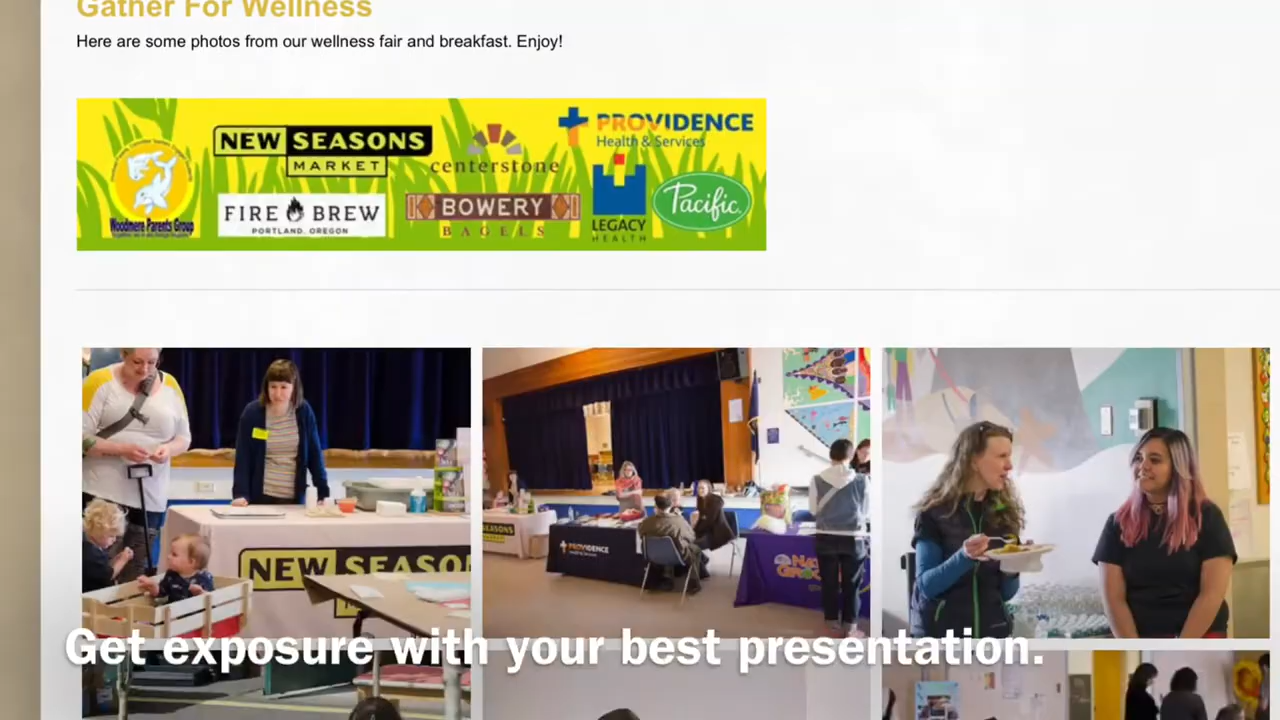 Gather For Wellness
Here are some photos from our wellness fair and breakfast. Enjoy!
NEW SEASONS
MARKET
centerstone
PROVIDENCE
Health & Services
Woodmere Parents Group
FIRE BREW
PORTLAND, OREGON
BOWERY
BAGELS
LEGACY
HEALTH
Pacific
NEW SEASO
SEASONS
PROVIDENCE
Get exposure with your best presentation.